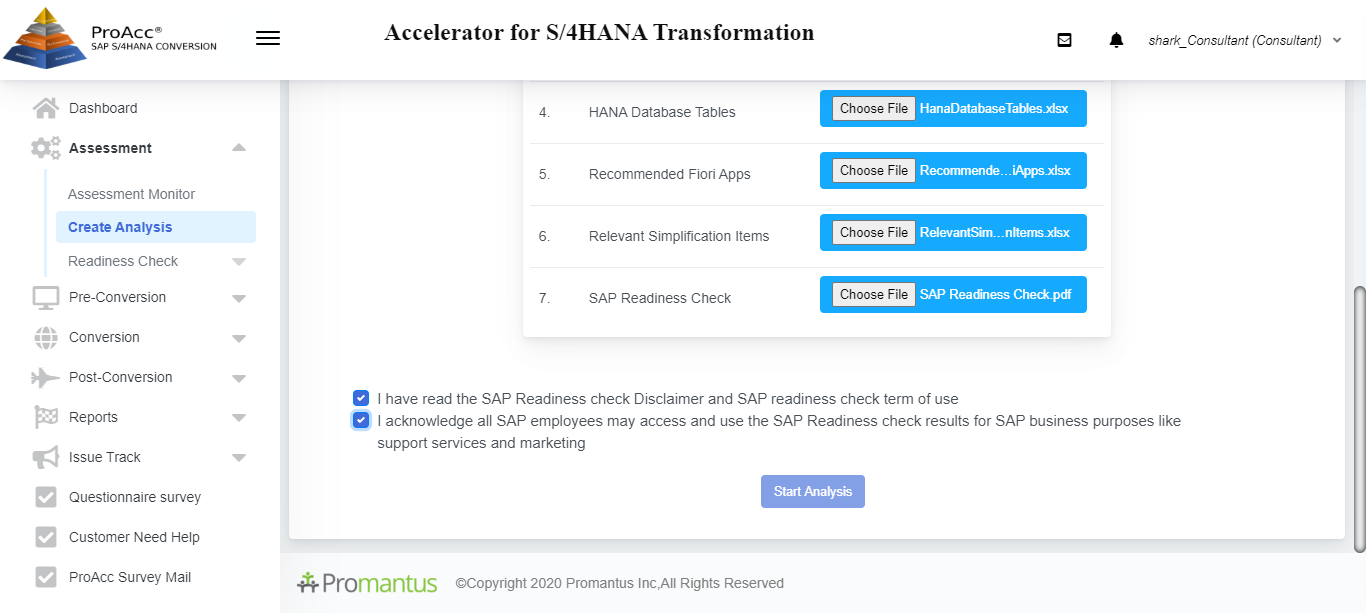 ProAcc®
SAP S/4HANA CONVERSION
Accelerator for S/4HANA Transformation
shark_Consultant (Consultant)
Dashboard
Assessment
Assessment Monitor
Create Analysis
Readiness Check
Pre-Conversion
Conversion
Post-Conversion
Reports
Issue Track
Questionnaire survey
Customer Need Help
ProAcc Survey Mail
4. HANA Database Tables Choose File HanaDatabaseTables.xlsx
5. Recommended Fiori Apps Choose File Recommende...iApps.xlsx
6. Relevant Simplification Items Choose File RelevantSim...nItems.xlsx
7. SAP Readiness Check Choose File SAP Readiness Check.pdf
I have read the SAP Readiness check Disclaimer and SAP readiness check term of use
I acknowledge all SAP employees may access and use the SAP Readiness check results for SAP business purposes like
support services and marketing
Start Analysis
Promantus ©Copyright 2020 Promantus Inc,All Rights Reserved